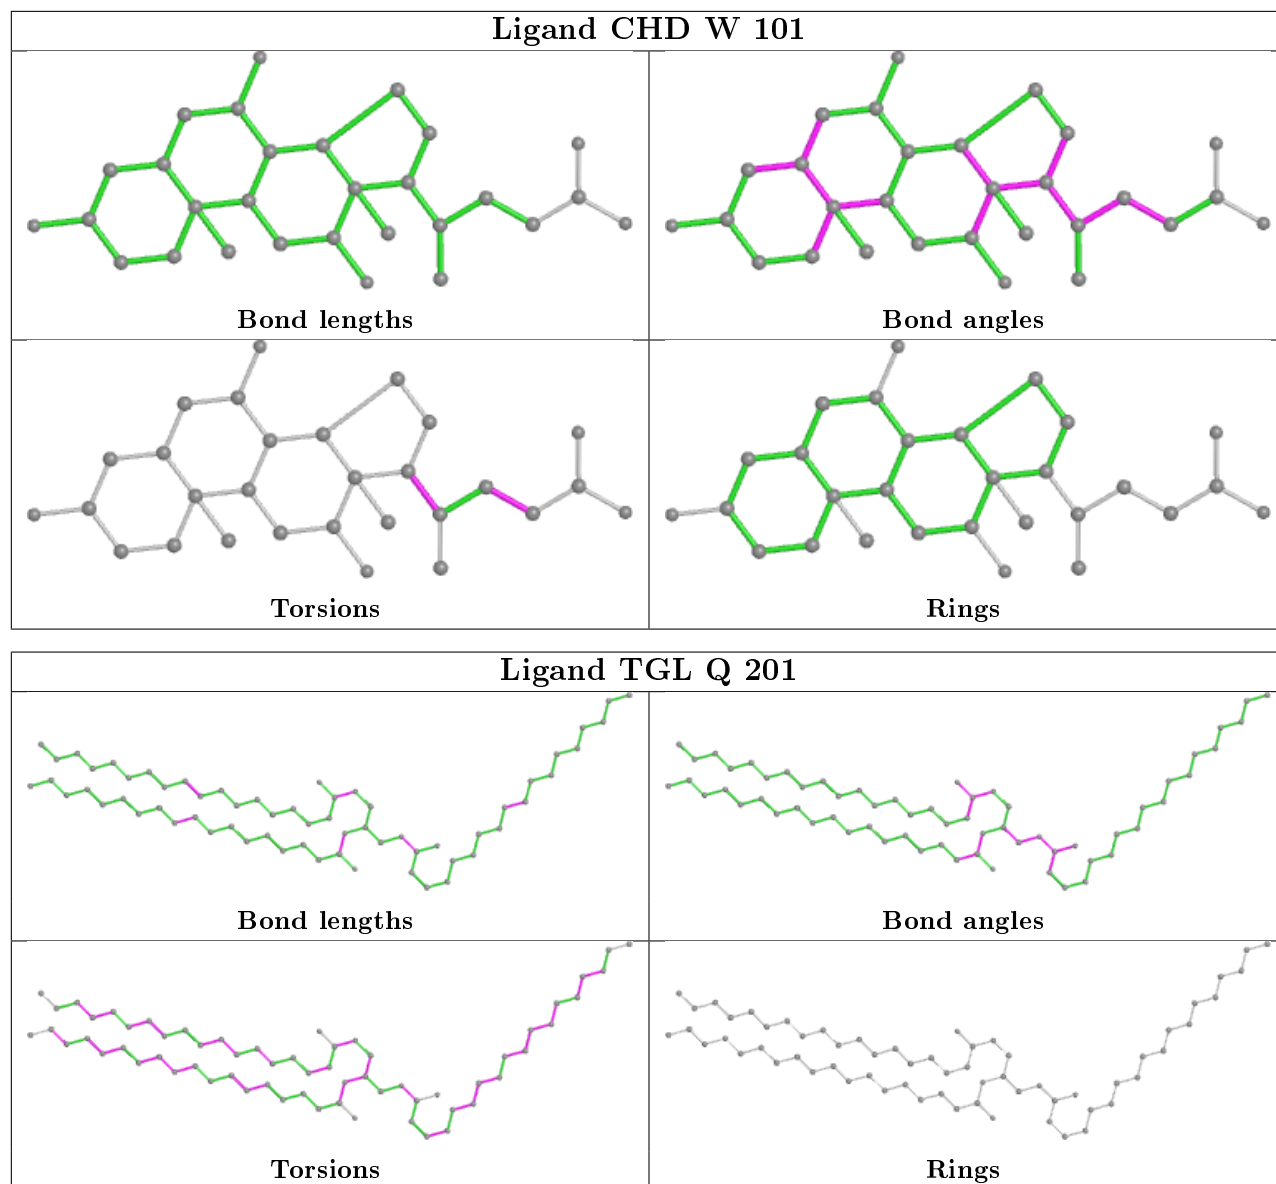 Ligand CHD W 101
Bond lengths
Bond angles
Torsions
Rings
Ligand TGL Q 201
Bond lengths
Bond angles
Torsions
Rings